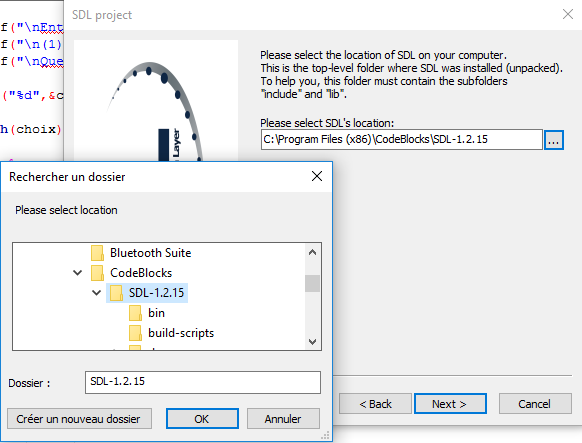 SDL project
f("\nEnt
f("\n(1)
f("\nQue
("%d",&c
h(choix)
Please select the location of SDL on your computer.
This is the top-level folder where SDL was installed (unpacked).
To help you, this folder must contain the subfolders
"include" and "lib".
Please select SDL's location:
C:\Program Files (x86)\CodeBlocks\SDL-1.2.15
...
Layer
Rechercher un dossier
Please select location
Bluetooth Suite
CodeBlocks
SDL-1.2.15
bin
build-scripts
Dossier :
SDL-1.2.15
Créer un nouveau dossier
OK
Annuler
< Back
Next >
Cancel